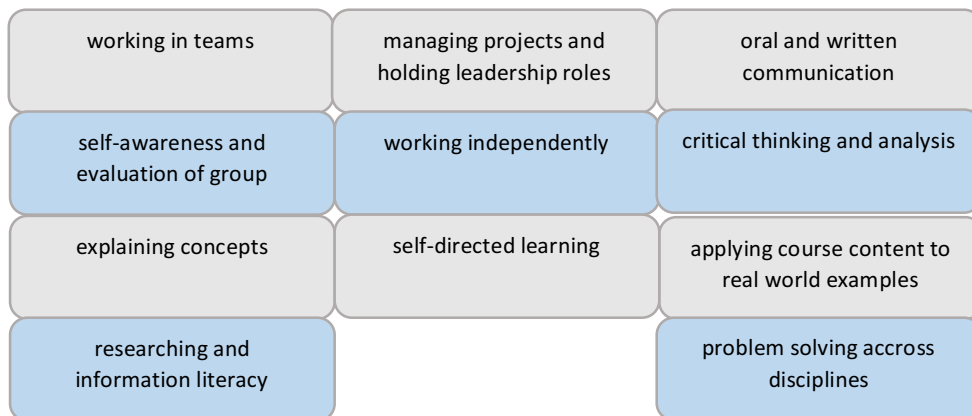 working in teams
managing projects and
holding leadership roles
oral and written
communication
self-awareness and
evaluation of group
working independently
critical thinking and analysis
explaining concepts
self-directed learning
applying course content to
real world examples
researching and
information literacy
problem solving accross
disciplines